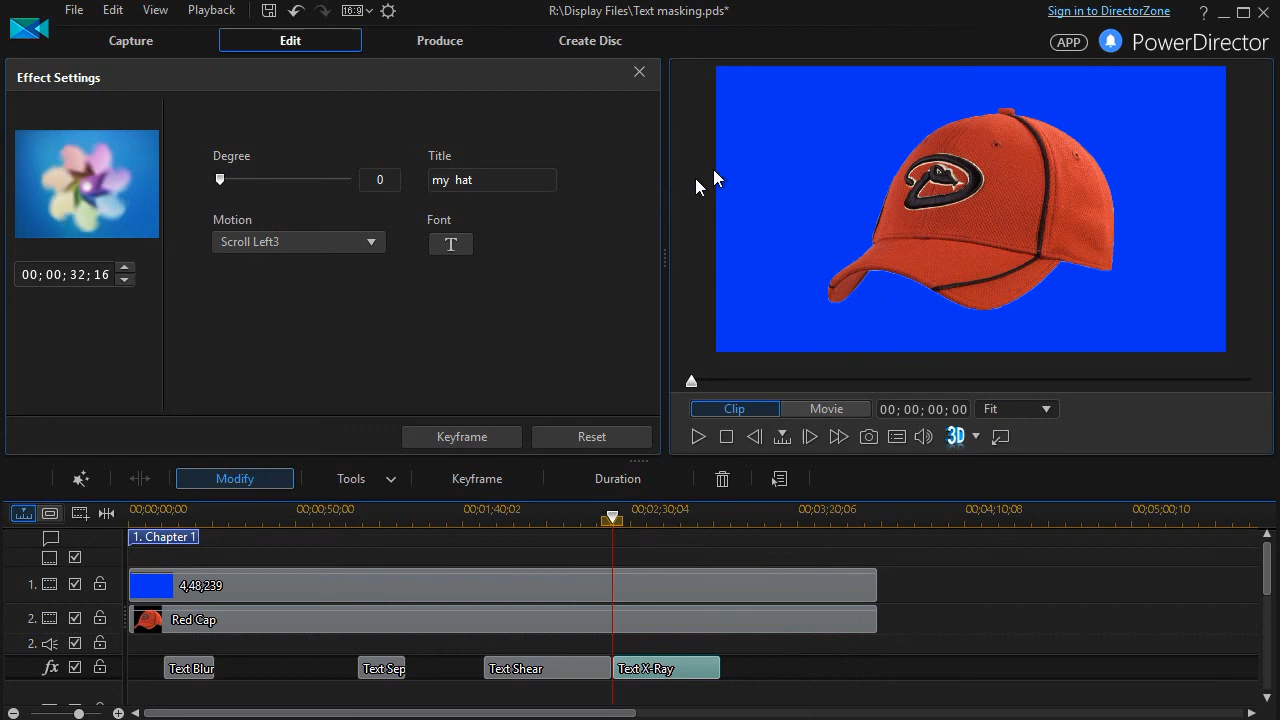 File Edit View Playback
16:9
R:\Display Files\Text masking.pds*
Sign in to DirectorZone
?
Capture
Edit
Produce
Create Disc
APP
PowerDirector
Effect Settings
Degree
0
Title
my hat
Motion
Scroll Left3
Font
T
00; 00; 32; 16
Keyframe
Reset
Clip
Movie
00; 00; 00; 00
Fit
3D
Modify
Tools
Keyframe
Duration
00;00;00;00 00;00;50;00 00;01;40;02 00;02;30;04 00;03;20;06 00;04;10;08 00;05;00;10
1. Chapter 1
1.
4,48,239
2.
Red Cap
2.
fx
Text Blur
Text Sep
Text Shear
Text X-Ray